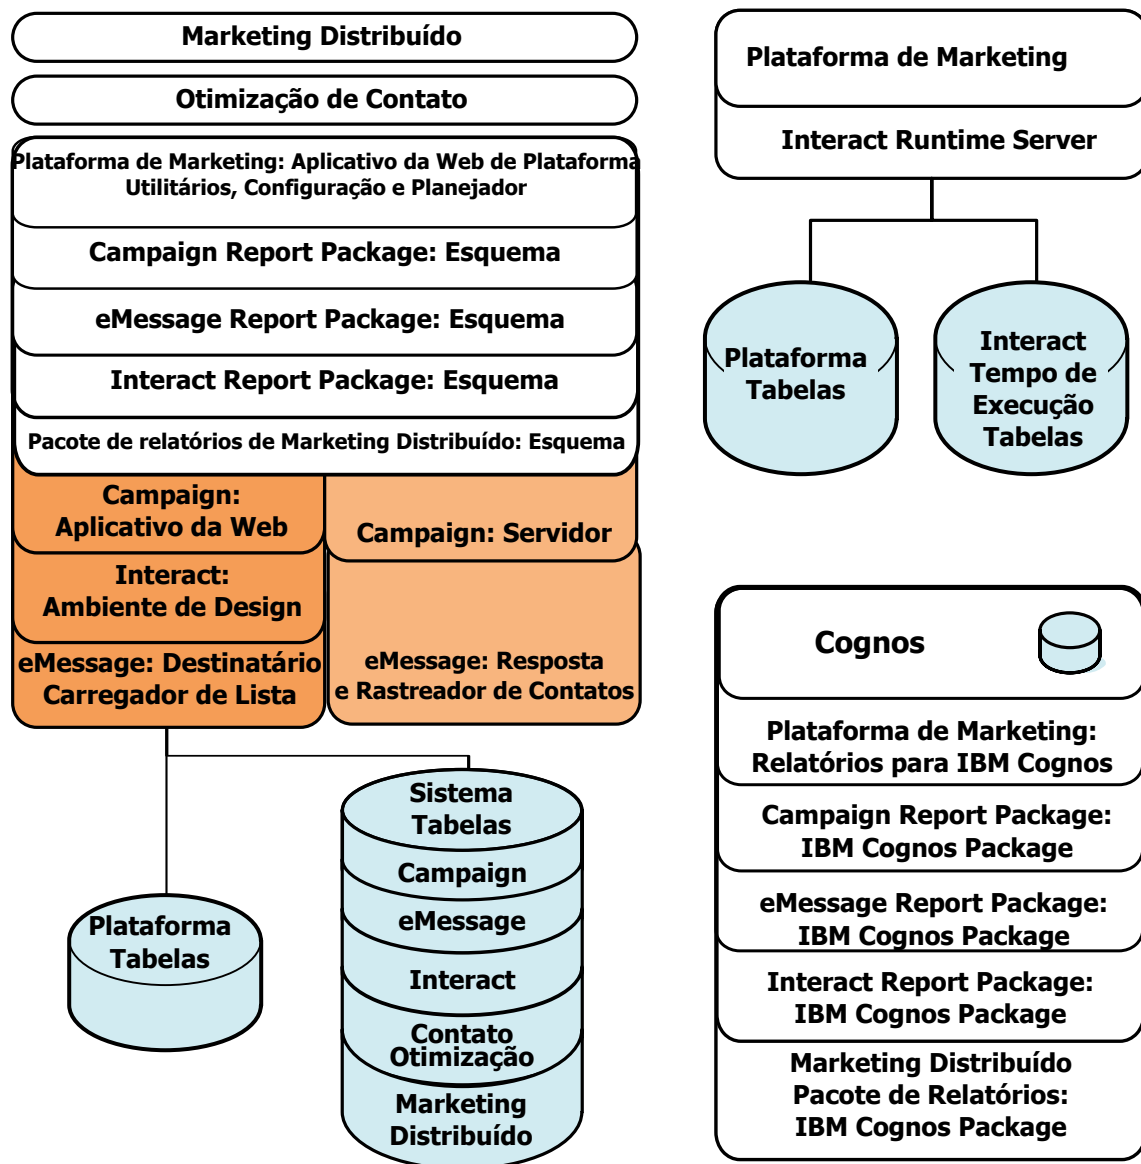 Marketing Distribuído
Otimização de Contato
Plataforma de Marketing: Aplicativo da Web de Plataforma
Utilitários, Configuração e Planejador
Campaign Report Package: Esquema
eMessage Report Package: Esquema
Interact Report Package: Esquema
Pacote de relatórios de Marketing Distribuído: Esquema
Campaign:
Aplicativo da Web
Campaign: Servidor
Interact:
Ambiente de Design
eMessage: Destinatário
Carregador de Lista
eMessage: Resposta
e Rastreador de Contatos
Plataforma
Tabelas
Sistema
Tabelas
Campaign
eMessage
Interact
Contato
Otimização
Marketing
Distribuído
Plataforma de Marketing
Interact Runtime Server
Plataforma
Tabelas
Interact
Tempo de
Execução
Tabelas
Cognos
Plataforma de Marketing:
Relatórios para IBM Cognos
Campaign Report Package:
IBM Cognos Package
eMessage Report Package:
IBM Cognos Package
Interact Report Package:
IBM Cognos Package
Marketing Distribuído
Pacote de Relatórios:
IBM Cognos Package